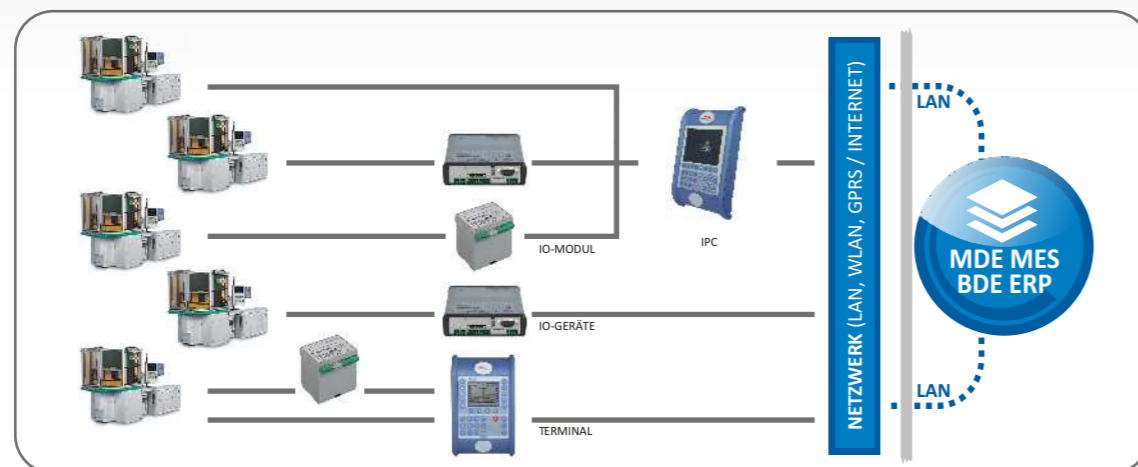 LAN
IPC
IO-MODUL
IO-GERÄTE
TERMINAL
NETZWERK (LAN, WLAN, GPRS / INTERNET)
MDE MES
BDE ERP
LAN